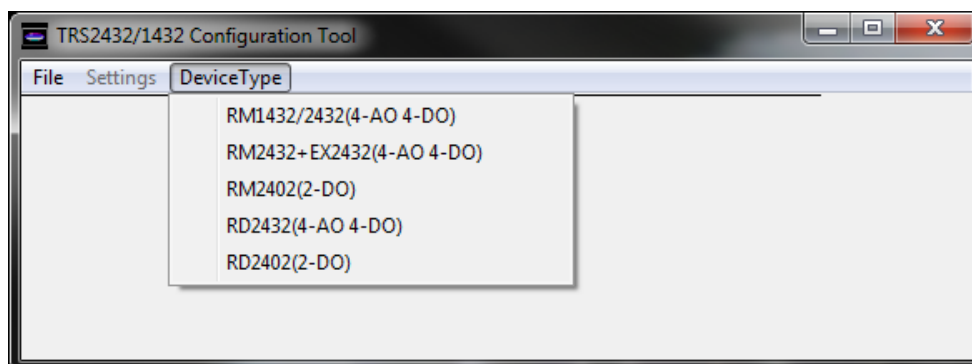 TRS2432/1432 Configuration Tool
File Settings DeviceType
RM1432/2432(4-AO 4-DO)
RM2432+EX2432(4-AO 4-DO)
RM2402(2-DO)
RD2432(4-AO 4-DO)
RD2402(2-DO)